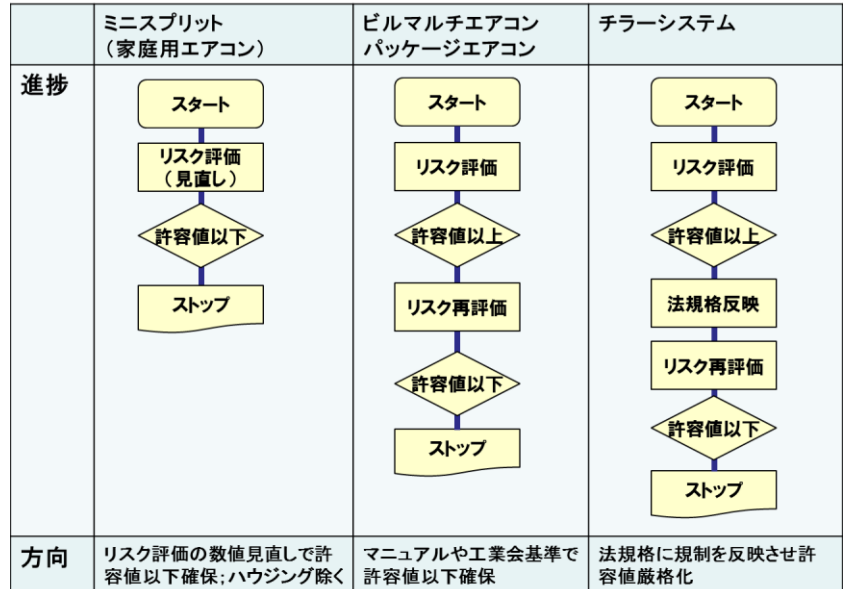 ミニスプリット
（家庭用エアコン）
ビルマルチエアコン
パッケージエアコン
チラーシステム
進捗
スタート
リスク評価
（見直し）
許容値以下
ストップ
スタート
リスク評価
許容値以上
リスク再評価
許容値以下
ストップ
スタート
リスク評価
許容値以上
法規格反映
リスク再評価
許容値以下
ストップ
方向
リスク評価の数値見直しで許
容値以下確保;ハウジング除く
マニュアルや工業会基準で
許容値以下確保
法規格に規制を反映させ許
容値厳格化